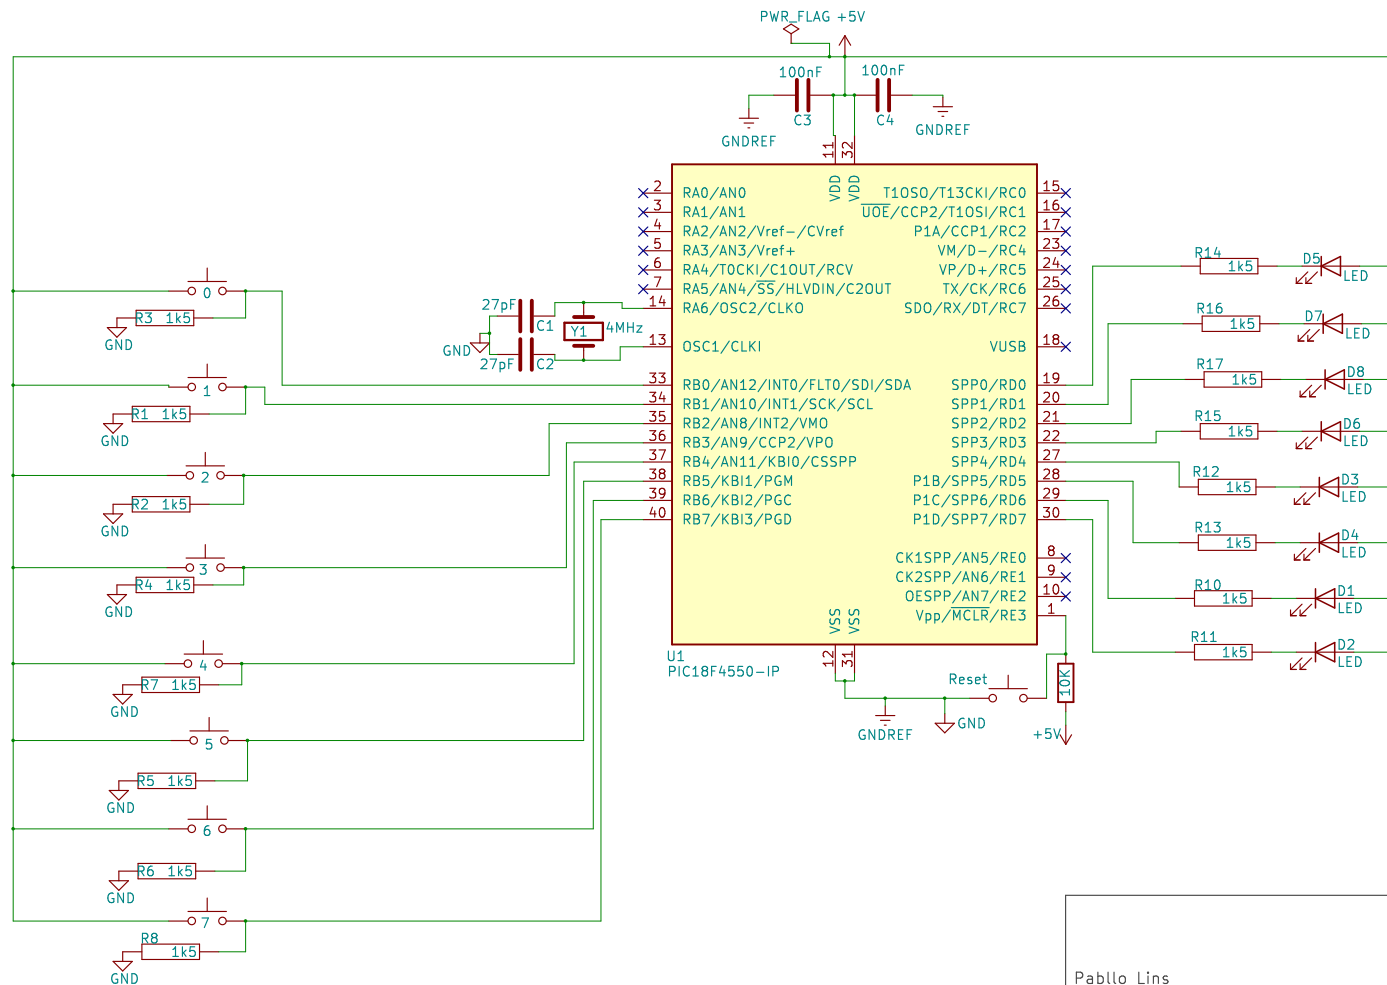 PWR_FLAG +5V
100nF
100nF
C3
C4
GNDREF
GNDREF
11
32
VDD
VDD
2 RA0/AN0
3 RA1/AN1
4 RA2/AN2/Vref-/CVref
5 RA3/AN3/Vref+
6 RA4/T0CKI/C1OUT/RCV
7 RA5/AN4/SS/HLVDIN/C2OUT
14 RA6/OSC2/CLKO
13 OSC1/CLKI
33 RB0/AN12/INT0/FLT0/SDI/SDA
34 RB1/AN10/INT1/SCK/SCL
35 RB2/AN8/INT2/VMO
36 RB3/AN9/CCP2/VPO
37 RB4/AN11/KBI0/CSSPP
38 RB5/KBI1/PGM
39 RB6/KBI2/PGC
40 RB7/KBI3/PGD
T1OSO/T13CKI/RC0 15
UOE/CCP2/T1OSI/RC1 16
P1A/CCP1/RC2 17
VM/D-/RC4 23
VP/D+/RC5 24
TX/CK/RC6 25
SDO/RX/DT/RC7 26
VUSB 18
SPP0/RD0 19
SPP1/RD1 20
SPP2/RD2 21
SPP3/RD3 22
SPP4/RD4 27
P1B/SPP5/RD5 28
P1C/SPP6/RD6 29
P1D/SPP7/RD7 30
CK1SPP/AN5/RE0 8
CK2SPP/AN6/RE1 9
OESPP/AN7/RE2 10
Vpp/MCLR/RE3 1
VSS
VSS
12
31
U1
PIC18F4550-IP
27pF
C1
Y1
4MHz
GND
27pF
C2
0
R3 1k5
GND
1
R1 1k5
GND
2
R2 1k5
GND
3
R4 1k5
GND
4
R7 1k5
GND
5
R5 1k5
GND
6
R6 1k5
GND
7
R8
1k5
GND
R14
1k5
D5
LED
R16
1k5
D7
LED
R17
1k5
D8
LED
R15
1k5
D6
LED
R12
1k5
D3
LED
R13
1k5
D4
LED
R10
1k5
D1
LED
R11
1k5
D2
LED
Reset
10K
GNDREF
GND
+5V
Pabllo Lins